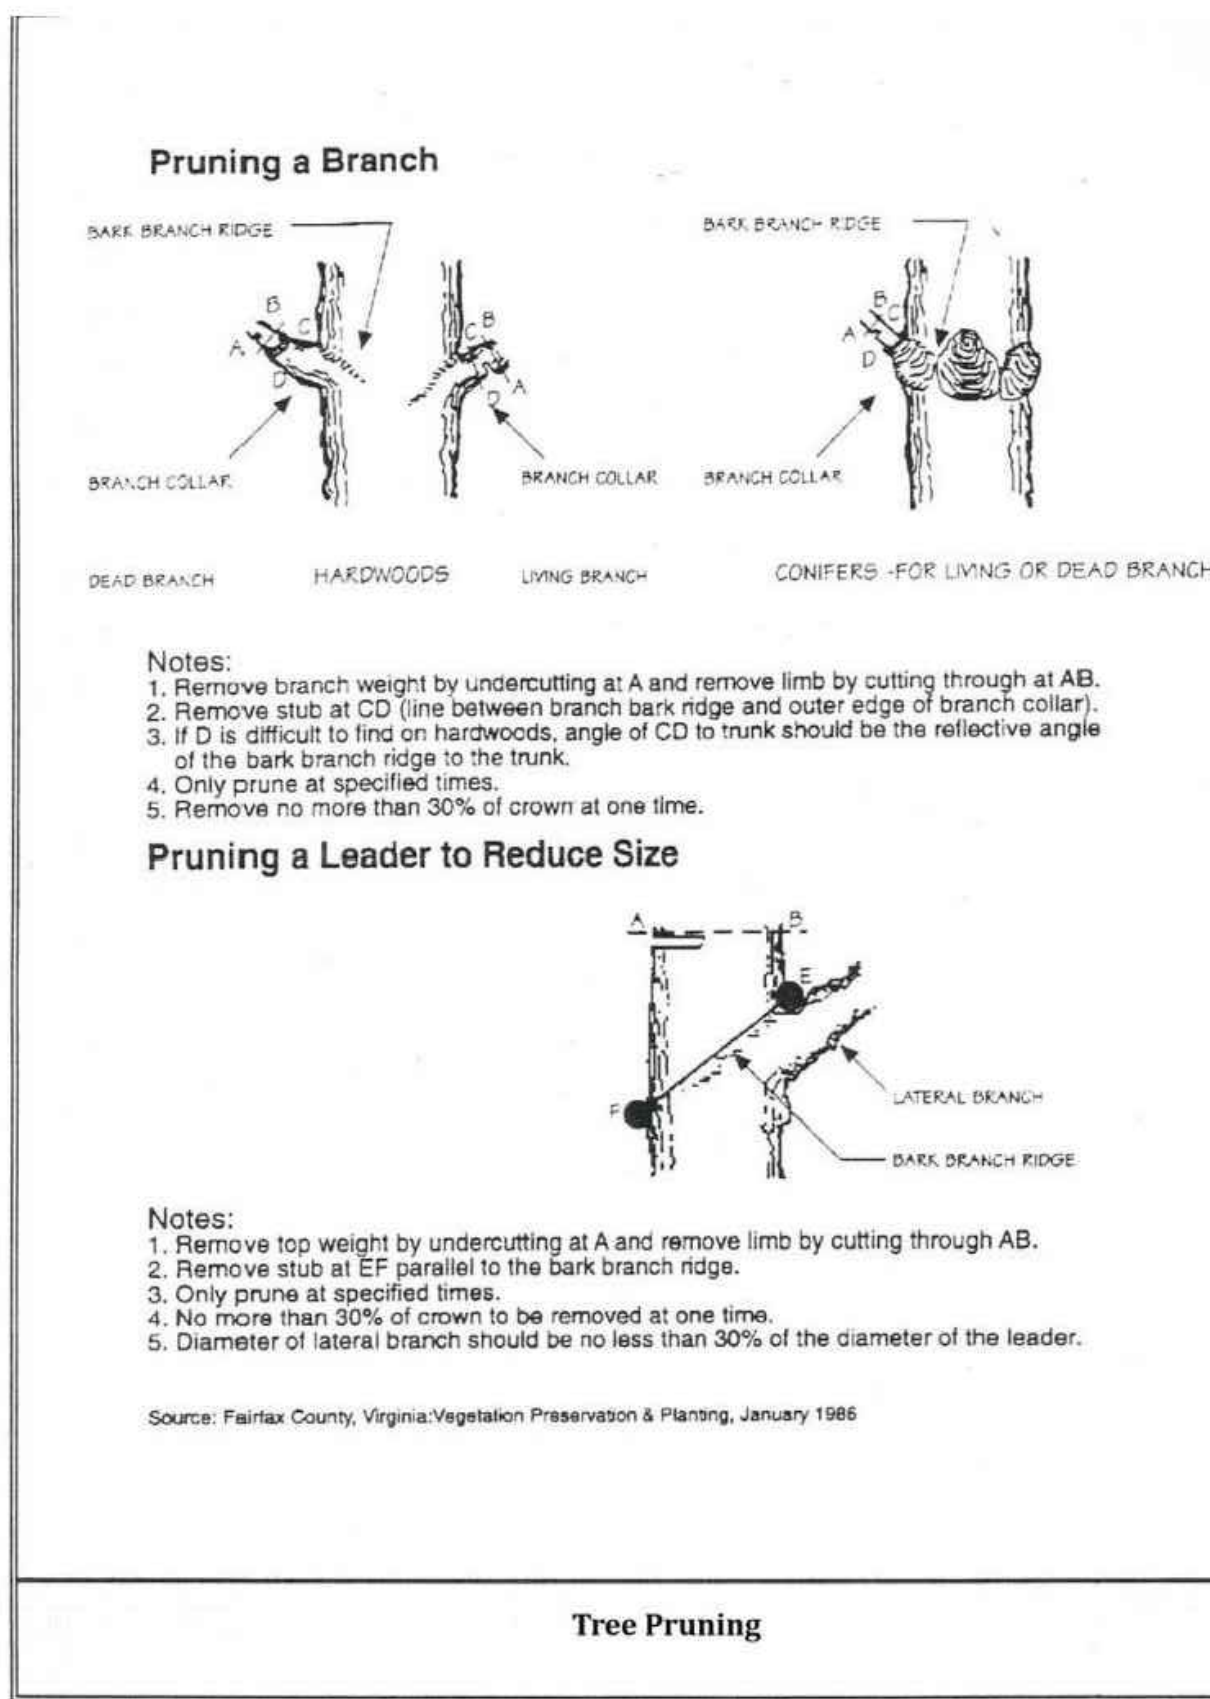 Pruning a Branch
BARK BRANCH RIDGE
BARK BRANCH RIDGE
B
C
A
D
C B
A
D
B
C
A
D
BRANCH COLLAR
BRANCH COLLAR
BRANCH COLLAR
DEAD BRANCH
HARDWOODS
LIVING BRANCH
CONIFERS -FOR LIVING OR DEAD BRANCH
Notes:
1. Remove branch weight by undercutting at A and remove limb by cutting through at AB.
2. Remove stub at CD (line between branch bark ridge and outer edge of branch collar).
3. If D is difficult to find on hardwoods, angle of CD to trunk should be the reflective angle
of the bark branch ridge to the trunk.
4. Only prune at specified times.
5. Remove no more than 30% of crown at one time.
Pruning a Leader to Reduce Size
A
B
E
F
LATERAL BRANCH
BARK BRANCH RIDGE
Notes:
1. Remove top weight by undercutting at A and remove limb by cutting through AB.
2. Remove stub at EF parallel to the bark branch ridge.
3. Only prune at specified times.
4. No more than 30% of crown to be removed at one time.
5. Diameter of lateral branch should be no less than 30% of the diameter of the leader.
Source: Fairfax County, Virginia:Vegetation Preservation & Planting, January 1986
Tree Pruning